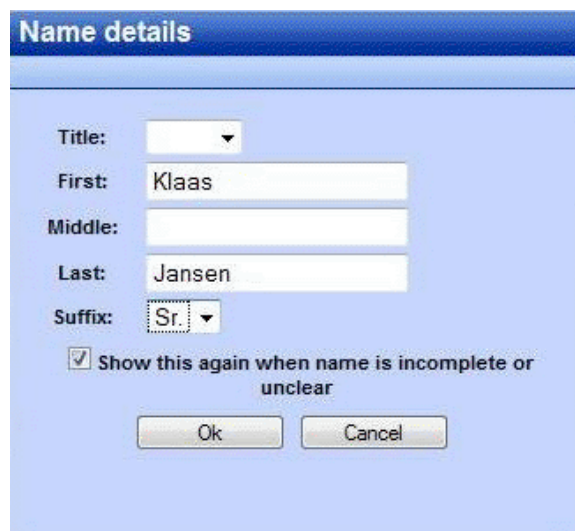 Name details
Title:
First: Klaas
Middle:
Last: Jansen
Suffix: Sr.
Show this again when name is incomplete or
unclear
Ok Cancel